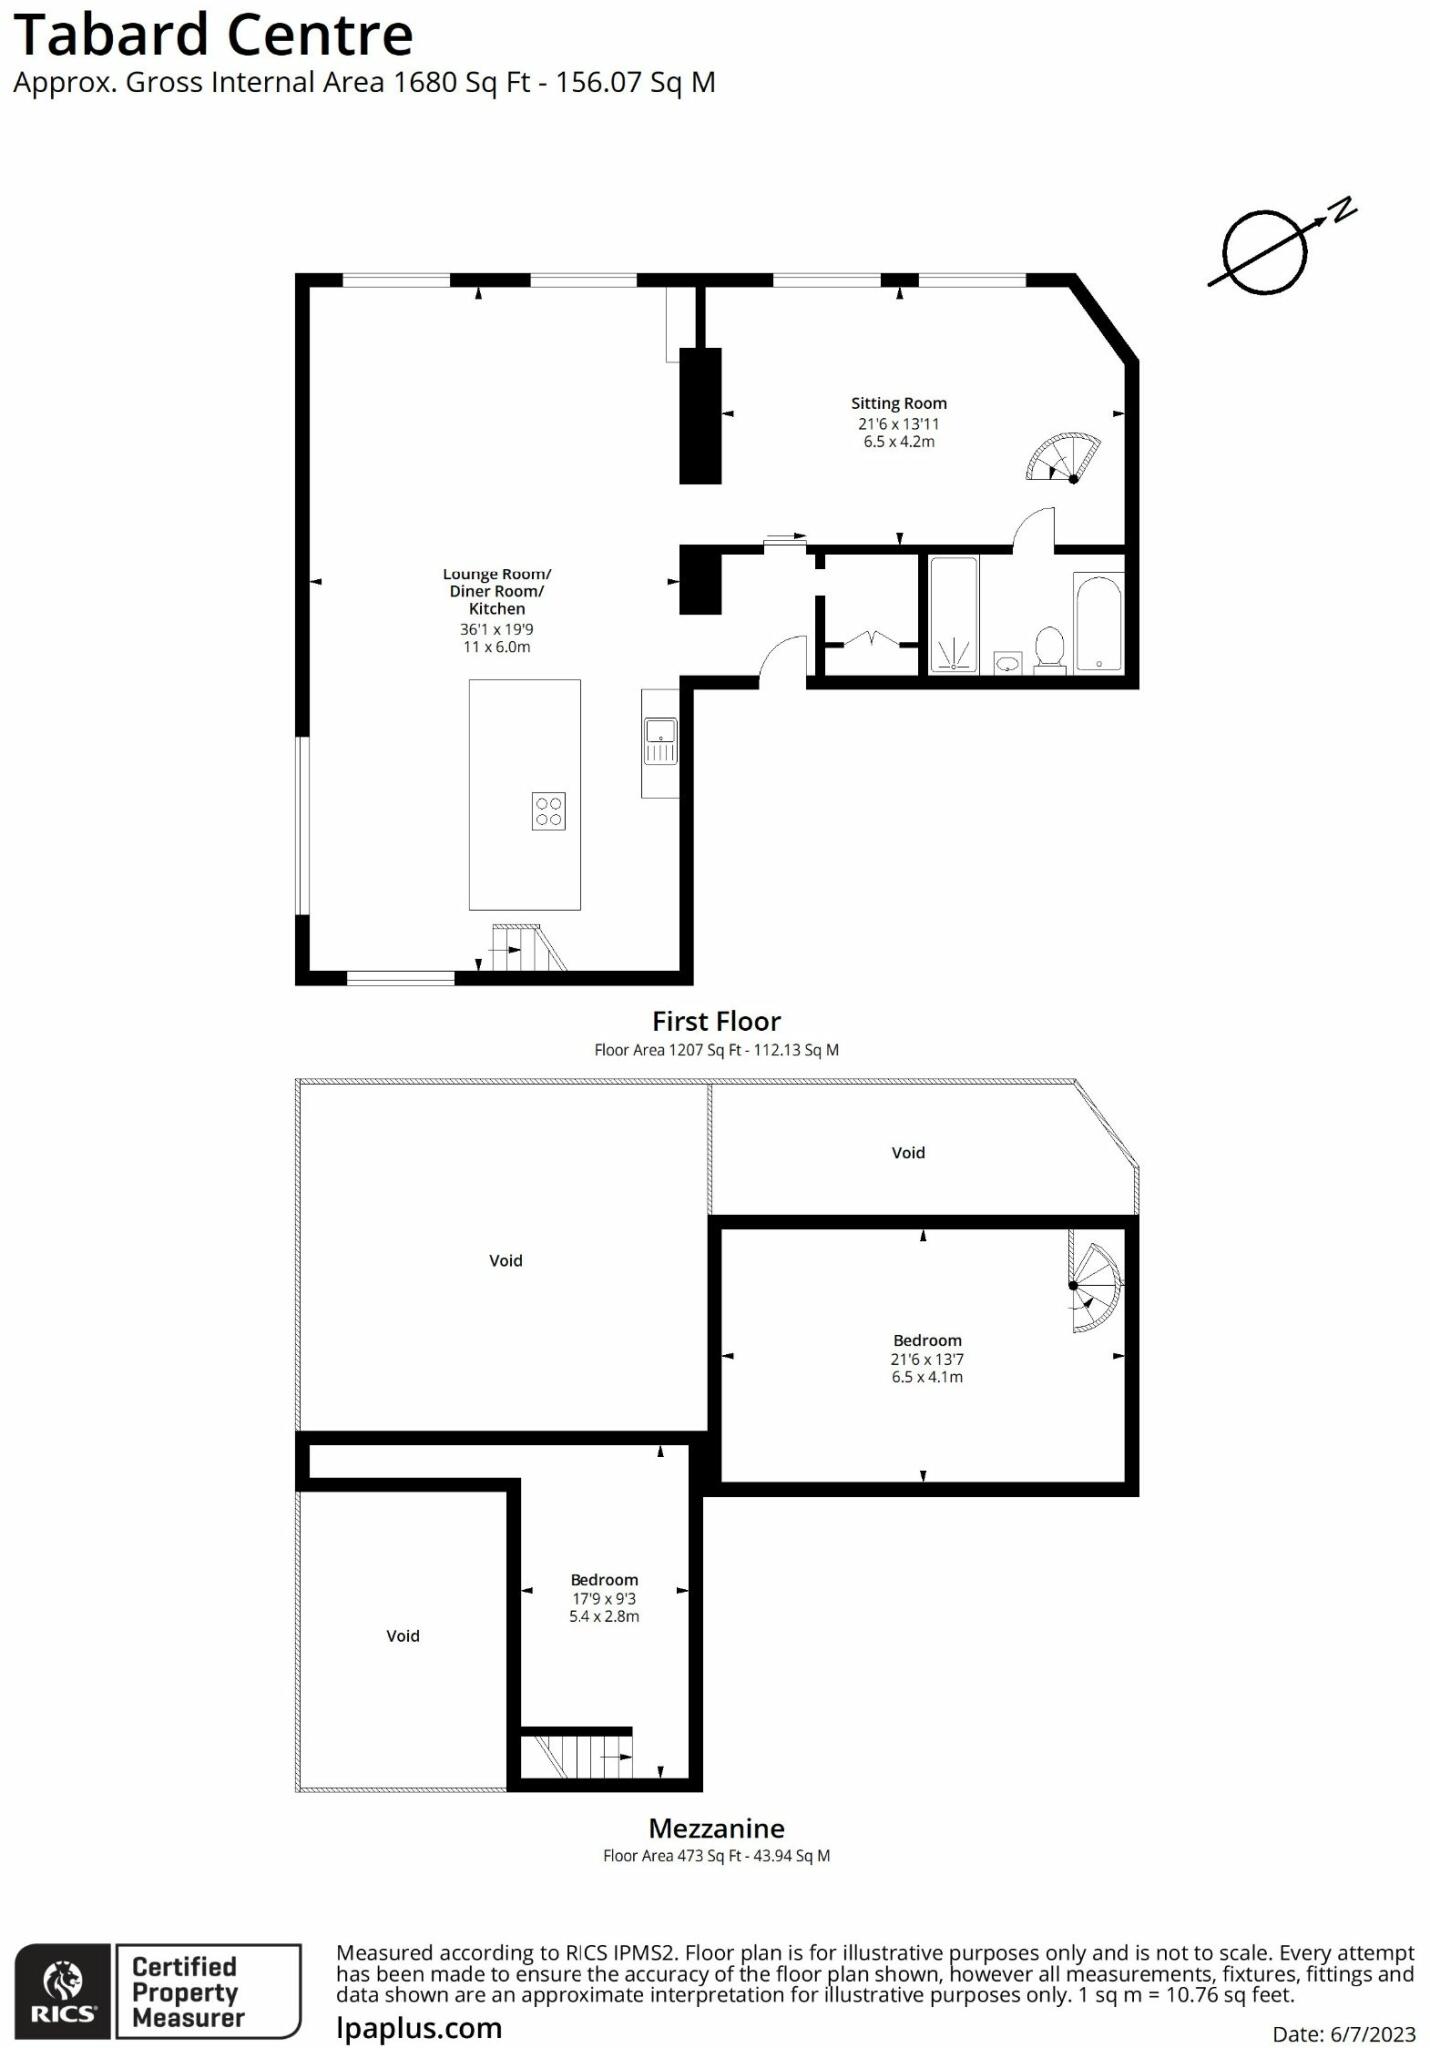 Tabard Centre
Approx. Gross Internal Area 1680 Sq Ft - 156.07 Sq M
N
Sitting Room
21'6 x 13'11
6.5 x 4.2m
Lounge Room/
Diner Room/
Kitchen
36'1 x 19'9
11 x 6.0m
First Floor
Floor Area 1207 Sq Ft - 112.13 Sq M
Void
Void
Bedroom
21'6 x 13'7
6.5 x 4.1m
Bedroom
17'9 x 9'3
5.4 x 2.8m
Void
Mezzanine
Floor Area 473 Sq Ft - 43.94 Sq M
RICS
Certified
Property
Measurer
Measured according to RICS IPMS2. Floor plan is for illustrative purposes only and is not to scale. Every attempt
has been made to ensure the accuracy of the floor plan shown, however all measurements, fixtures, fittings and
data shown are an approximate interpretation for illustrative purposes only. 1 sq m = 10.76 sq feet.
lpaplus.com
Date: 6/7/2023